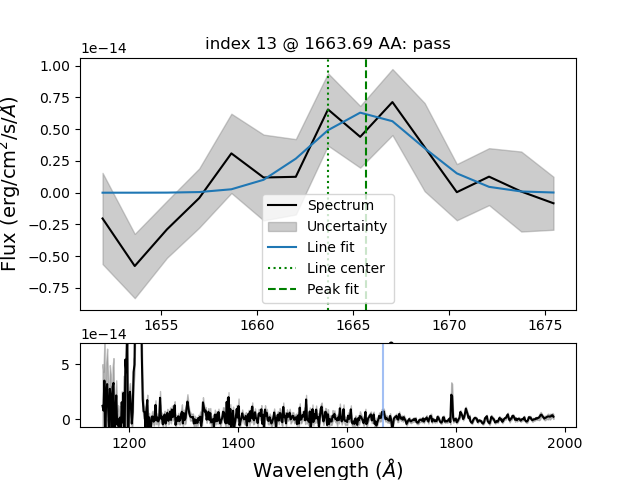 index 13 @ 1663.69 AA: pass
1e−14
1.00
0.75
0.50
0.25
0.00
−0.25
−0.50
−0.75
Flux (erg/cm²/s/Å)
Spectrum
Uncertainty
Line fit
Line center
Peak fit
1655 1660 1665 1670 1675
1e−14
5
0
1200 1400 1600 1800 2000
Wavelength (Å)